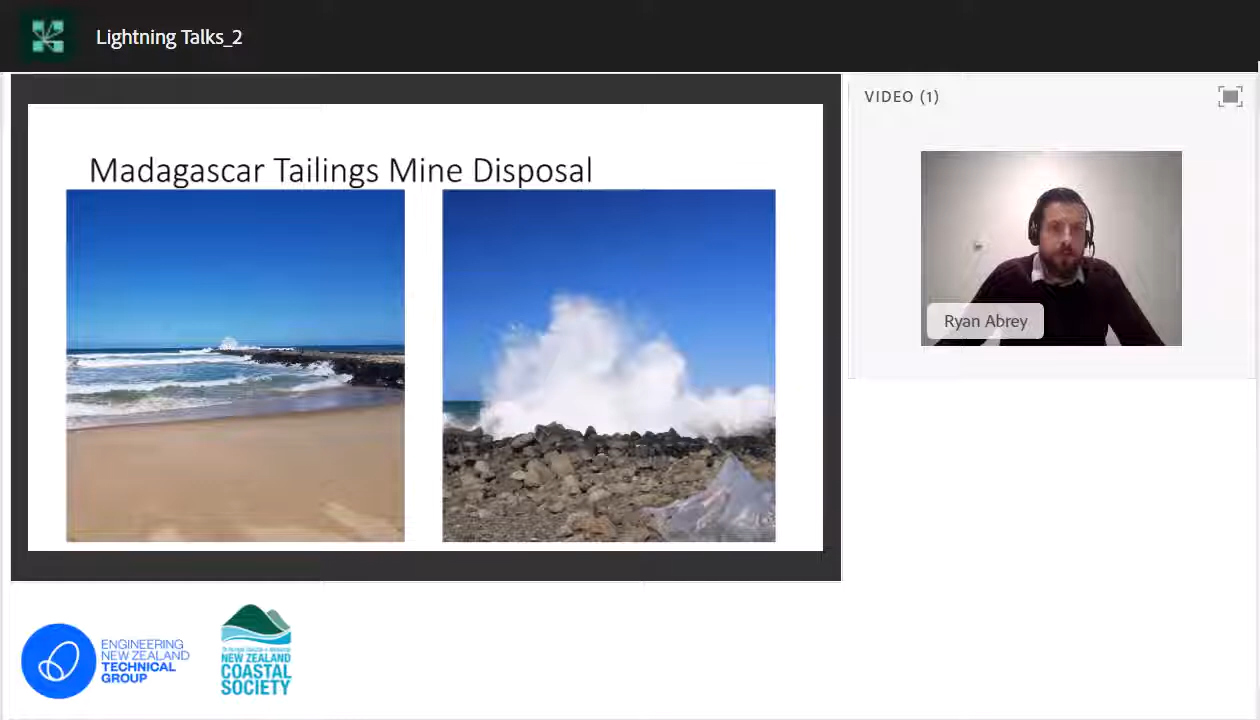 Lightning Talks_2
Madagascar Tailings Mine Disposal
VIDEO (1)
Ryan Abrey
ENGINEERING
NEW ZEALAND
TECHNICAL
GROUP
NEW ZEALAND
COASTAL
SOCIETY